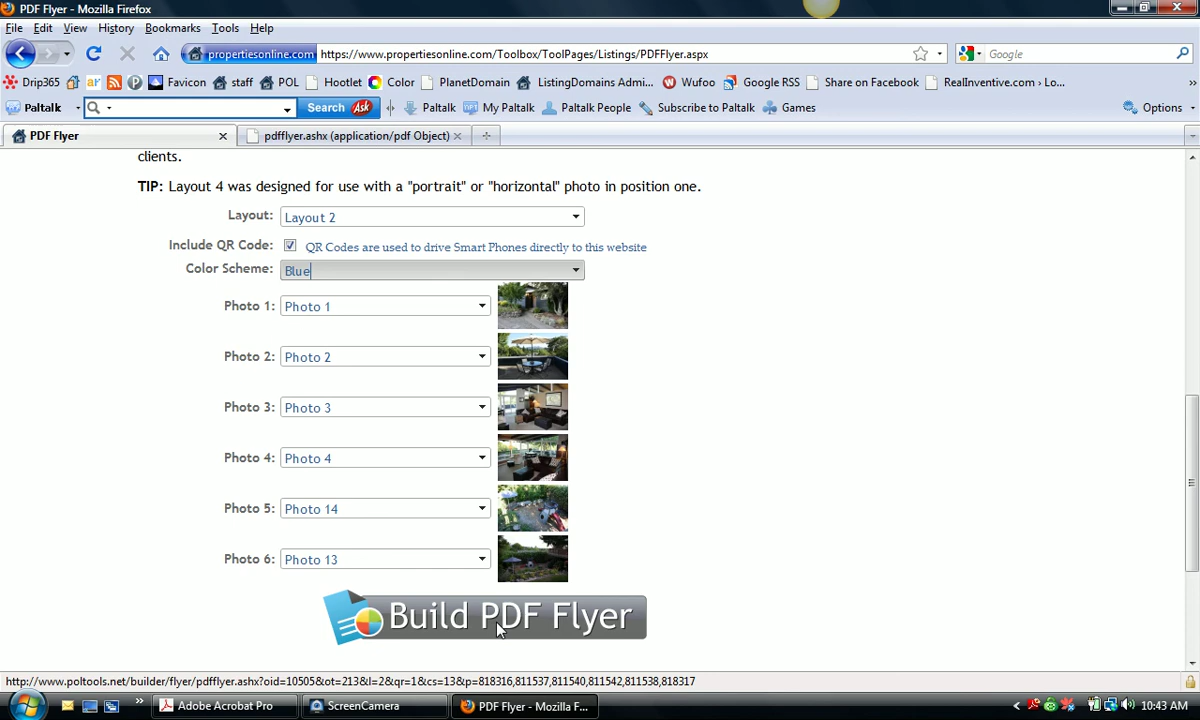 PDF Flyer - Mozilla Firefox
File Edit View History Bookmarks Tools Help
propertiesonline.com https://www.propertiesonline.com/Toolbox/ToolPages/Listings/PDFFlyer.aspx Google
Drip365 ar P Favicon staff POL Hootlet Color PlanetDomain ListingDomains Admi... Wufoo Google RSS Share on Facebook RealInventive.com › Lo... »
Paltalk Search Ask Paltalk My Paltalk Paltalk People Subscribe to Paltalk Games Options
PDF Flyer pdfflyer.ashx (application/pdf Object)
clients.
TIP: Layout 4 was designed for use with a "portrait" or "horizontal" photo in position one.
Layout: Layout 2
Include QR Code: QR Codes are used to drive Smart Phones directly to this website
Color Scheme: Blue
Photo 1: Photo 1
Photo 2: Photo 2
Photo 3: Photo 3
Photo 4: Photo 4
Photo 5: Photo 14
Photo 6: Photo 13
Build PDF Flyer
http://www.poltools.net/builder/flyer/pdfflyer.ashx?oid=10505&ot=213&l=2&qr=1&cs=13&p=818316,811537,811540,811542,811538,818317
» Adobe Acrobat Pro ScreenCamera PDF Flyer - Mozilla F... 10:43 AM